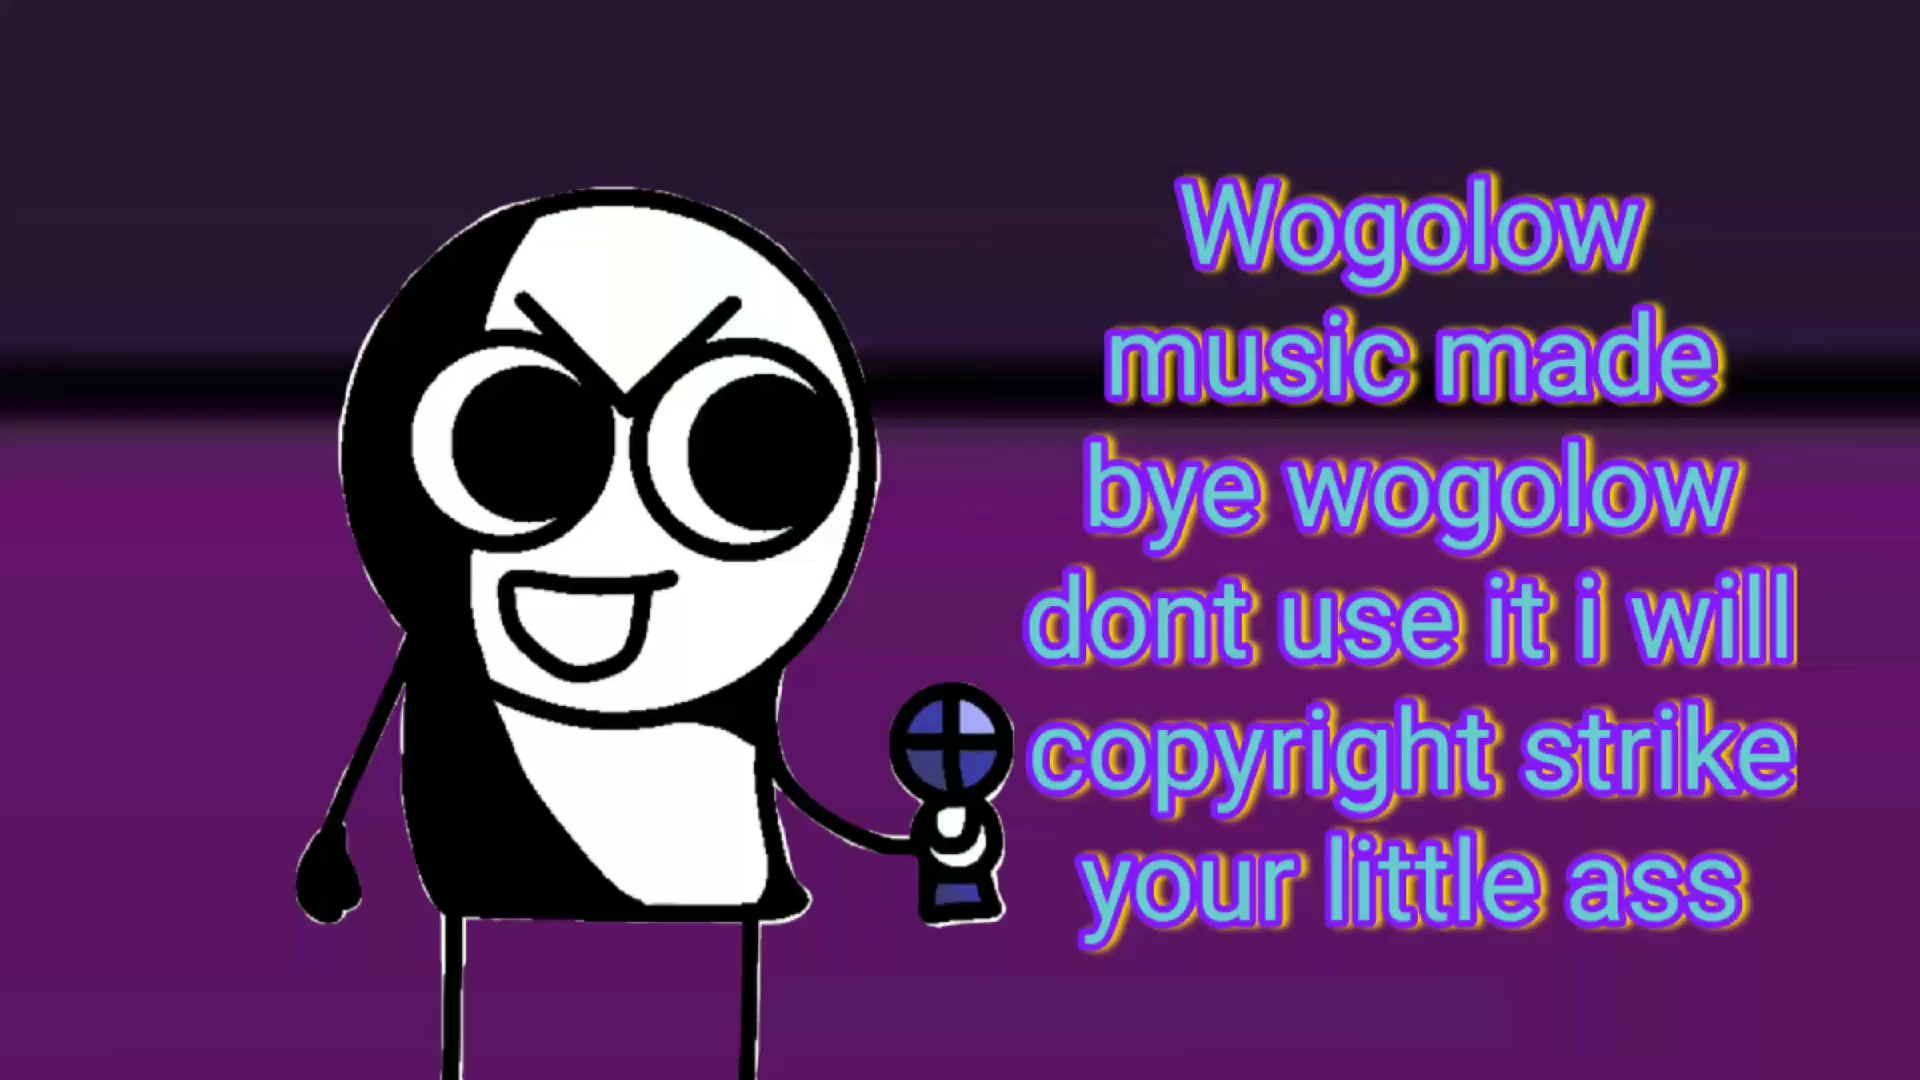 Wogolow
music made
bye wogolow
dont use it i will
copyright strike
your little ass